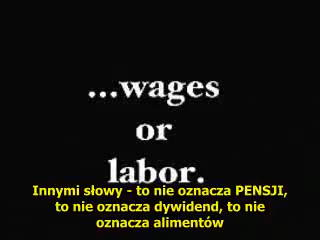 ...wages
or
labor.
Innymi słowy - to nie oznacza PENSJI,
to nie oznacza dywidend, to nie
oznacza alimentów